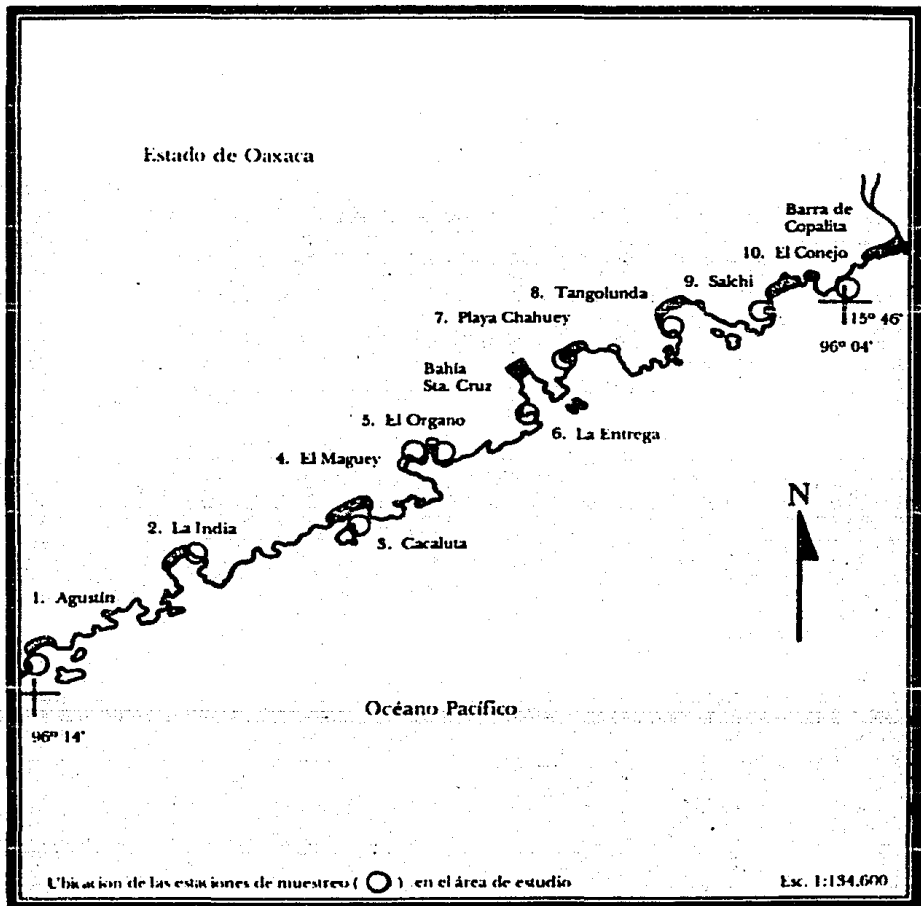 Estado de Oaxaca
Barra de
Copalita
10. El Conejo
9. Salchi
8. Tangolunda
15° 46'
96° 04'
7. Playa Chahuey
Bahía
Sta. Cruz
5. El Organo
6. La Entrega
4. El Maguey
N
2. La India
3. Cacaluta
1. Agustín
Océano Pacífico
96° 14'
Ubicacion de las estaciones de muestreo ( ) en el área de estudio
Esc. 1:134,600